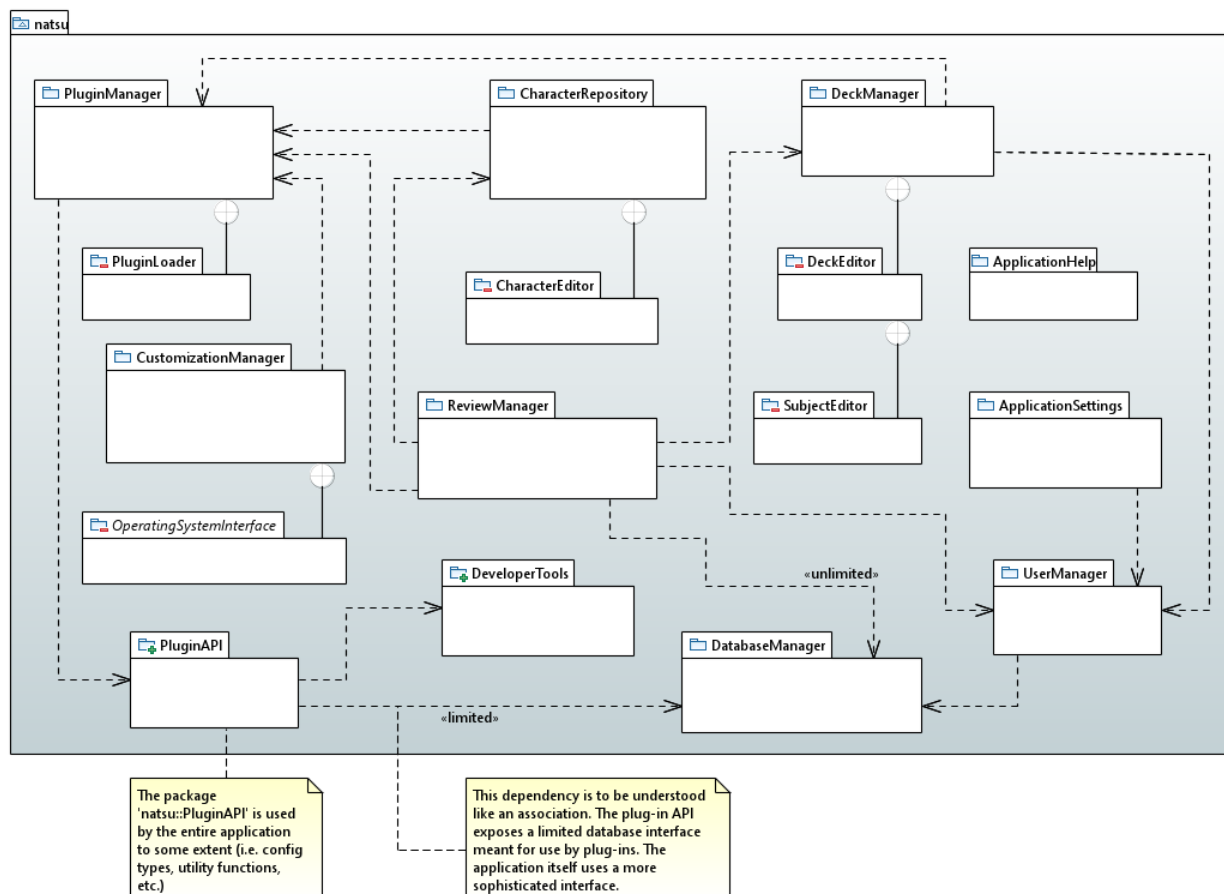 natsu
PluginManager
CharacterRepository
DeckManager
PluginLoader
CharacterEditor
DeckEditor
ApplicationHelp
CustomizationManager
ReviewManager
SubjectEditor
ApplicationSettings
OperatingSystemInterface
DeveloperTools
«unlimited»
UserManager
PluginAPI
DatabaseManager
«limited»
The package
'natsu::PluginAPI' is used
by the entire application
to some extent (i.e. config
types, utility functions,
etc.)
This dependency is to be understood
like an association. The plug-in API
exposes a limited database interface
meant for use by plug-ins. The
application itself uses a more
sophisticated interface.